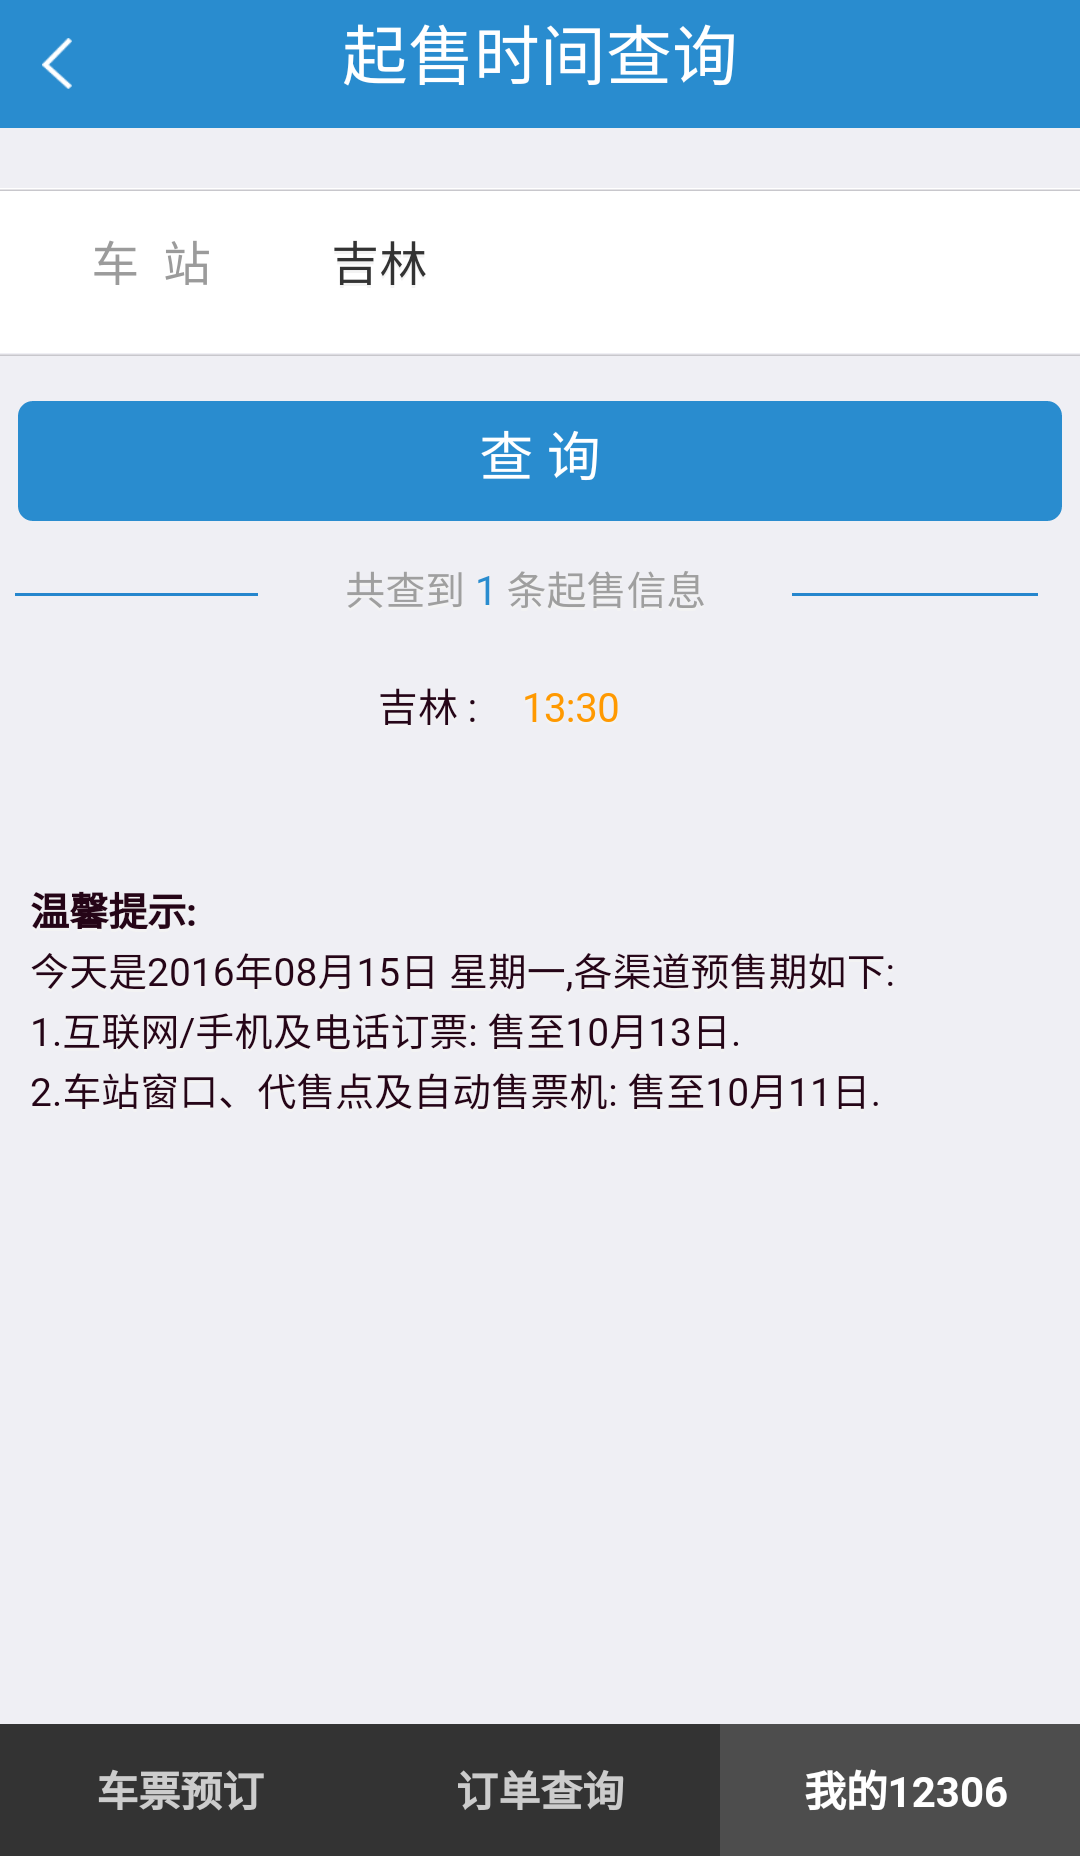 起售时间查询
车 站 吉林
查 询
共查到 1 条起售信息
吉林 : 13:30
温馨提示:
今天是2016年08月15日 星期一,各渠道预售期如下:
1.互联网/手机及电话订票: 售至10月13日.
2.车站窗口、代售点及自动售票机: 售至10月11日.
车票预订 订单查询 我的12306